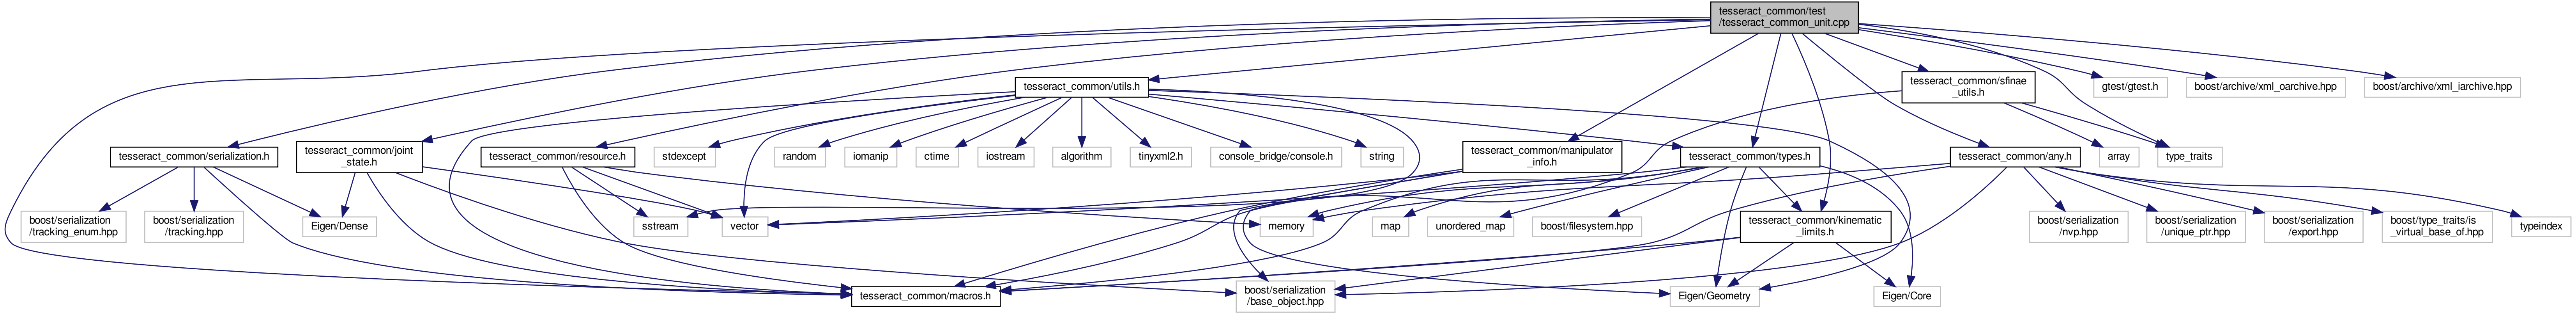 tesseract_common/test
/tesseract_common_unit.cpp
tesseract_common/utils.h
tesseract_common/sfinae
_utils.h
gtest/gtest.h
boost/archive/xml_oarchive.hpp
boost/archive/xml_iarchive.hpp
tesseract_common/serialization.h
tesseract_common/joint
_state.h
tesseract_common/resource.h
stdexcept
random
iomanip
ctime
iostream
algorithm
tinyxml2.h
console_bridge/console.h
string
tesseract_common/manipulator
_info.h
tesseract_common/types.h
tesseract_common/any.h
array
type_traits
boost/serialization
/tracking_enum.hpp
boost/serialization
/tracking.hpp
Eigen/Dense
sstream
vector
memory
map
unordered_map
boost/filesystem.hpp
tesseract_common/kinematic
_limits.h
boost/serialization
/nvp.hpp
boost/serialization
/unique_ptr.hpp
boost/serialization
/export.hpp
boost/type_traits/is
_virtual_base_of.hpp
typeindex
tesseract_common/macros.h
boost/serialization
/base_object.hpp
Eigen/Geometry
Eigen/Core